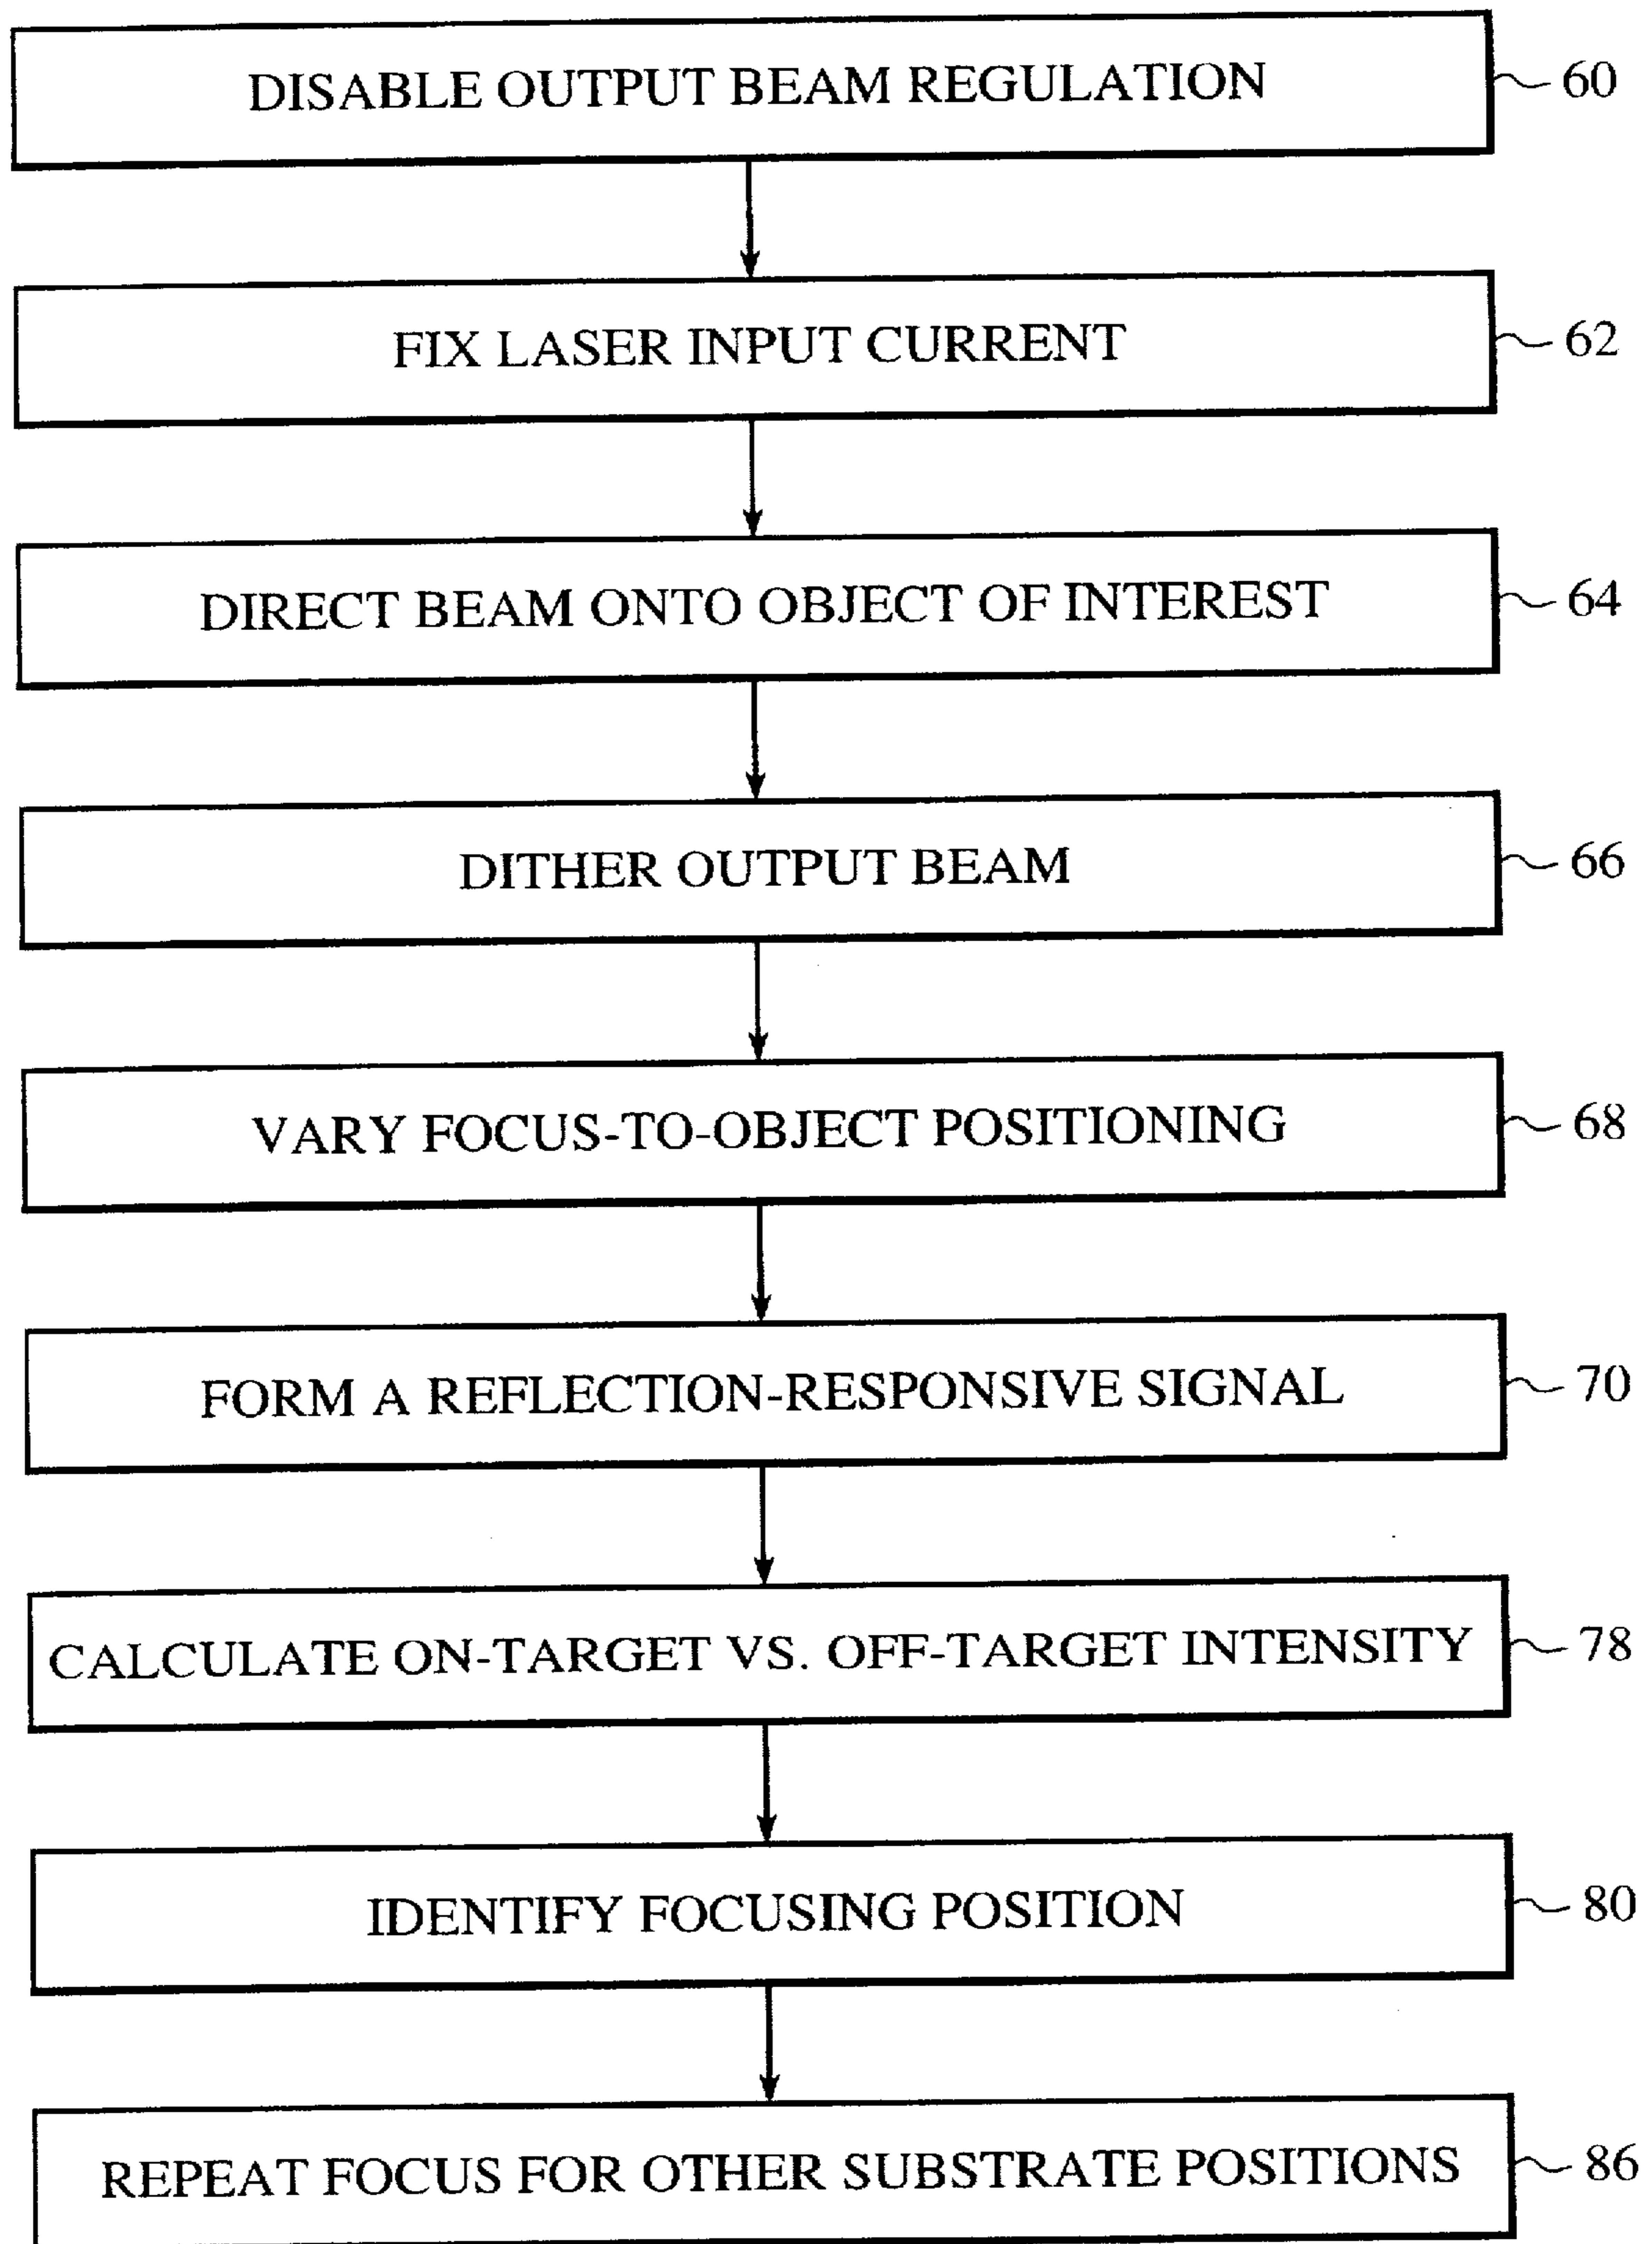 DISABLE OUTPUT BEAM REGULATION 60
FIX LASER INPUT CURRENT 62
DIRECT BEAM ONTO OBJECT OF INTEREST 64
DITHER OUTPUT BEAM 66
VARY FOCUS-TO-OBJECT POSITIONING 68
FORM A REFLECTION-RESPONSIVE SIGNAL 70
CALCULATE ON-TARGET VS. OFF-TARGET INTENSITY 78
IDENTIFY FOCUSING POSITION 80
REPEAT FOCUS FOR OTHER SUBSTRATE POSITIONS 86